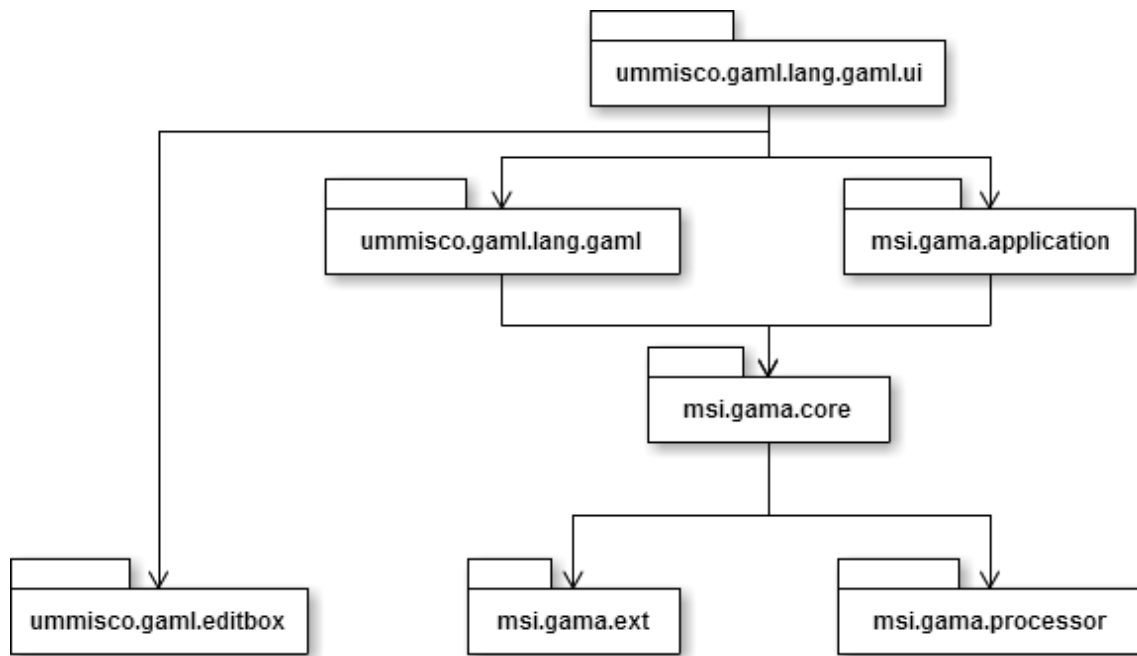 ummisco.gaml.lang.gaml.ui
ummisco.gaml.lang.gaml
msi.gama.application
msi.gama.core
ummisco.gaml.editbox
msi.gama.ext
msi.gama.processor